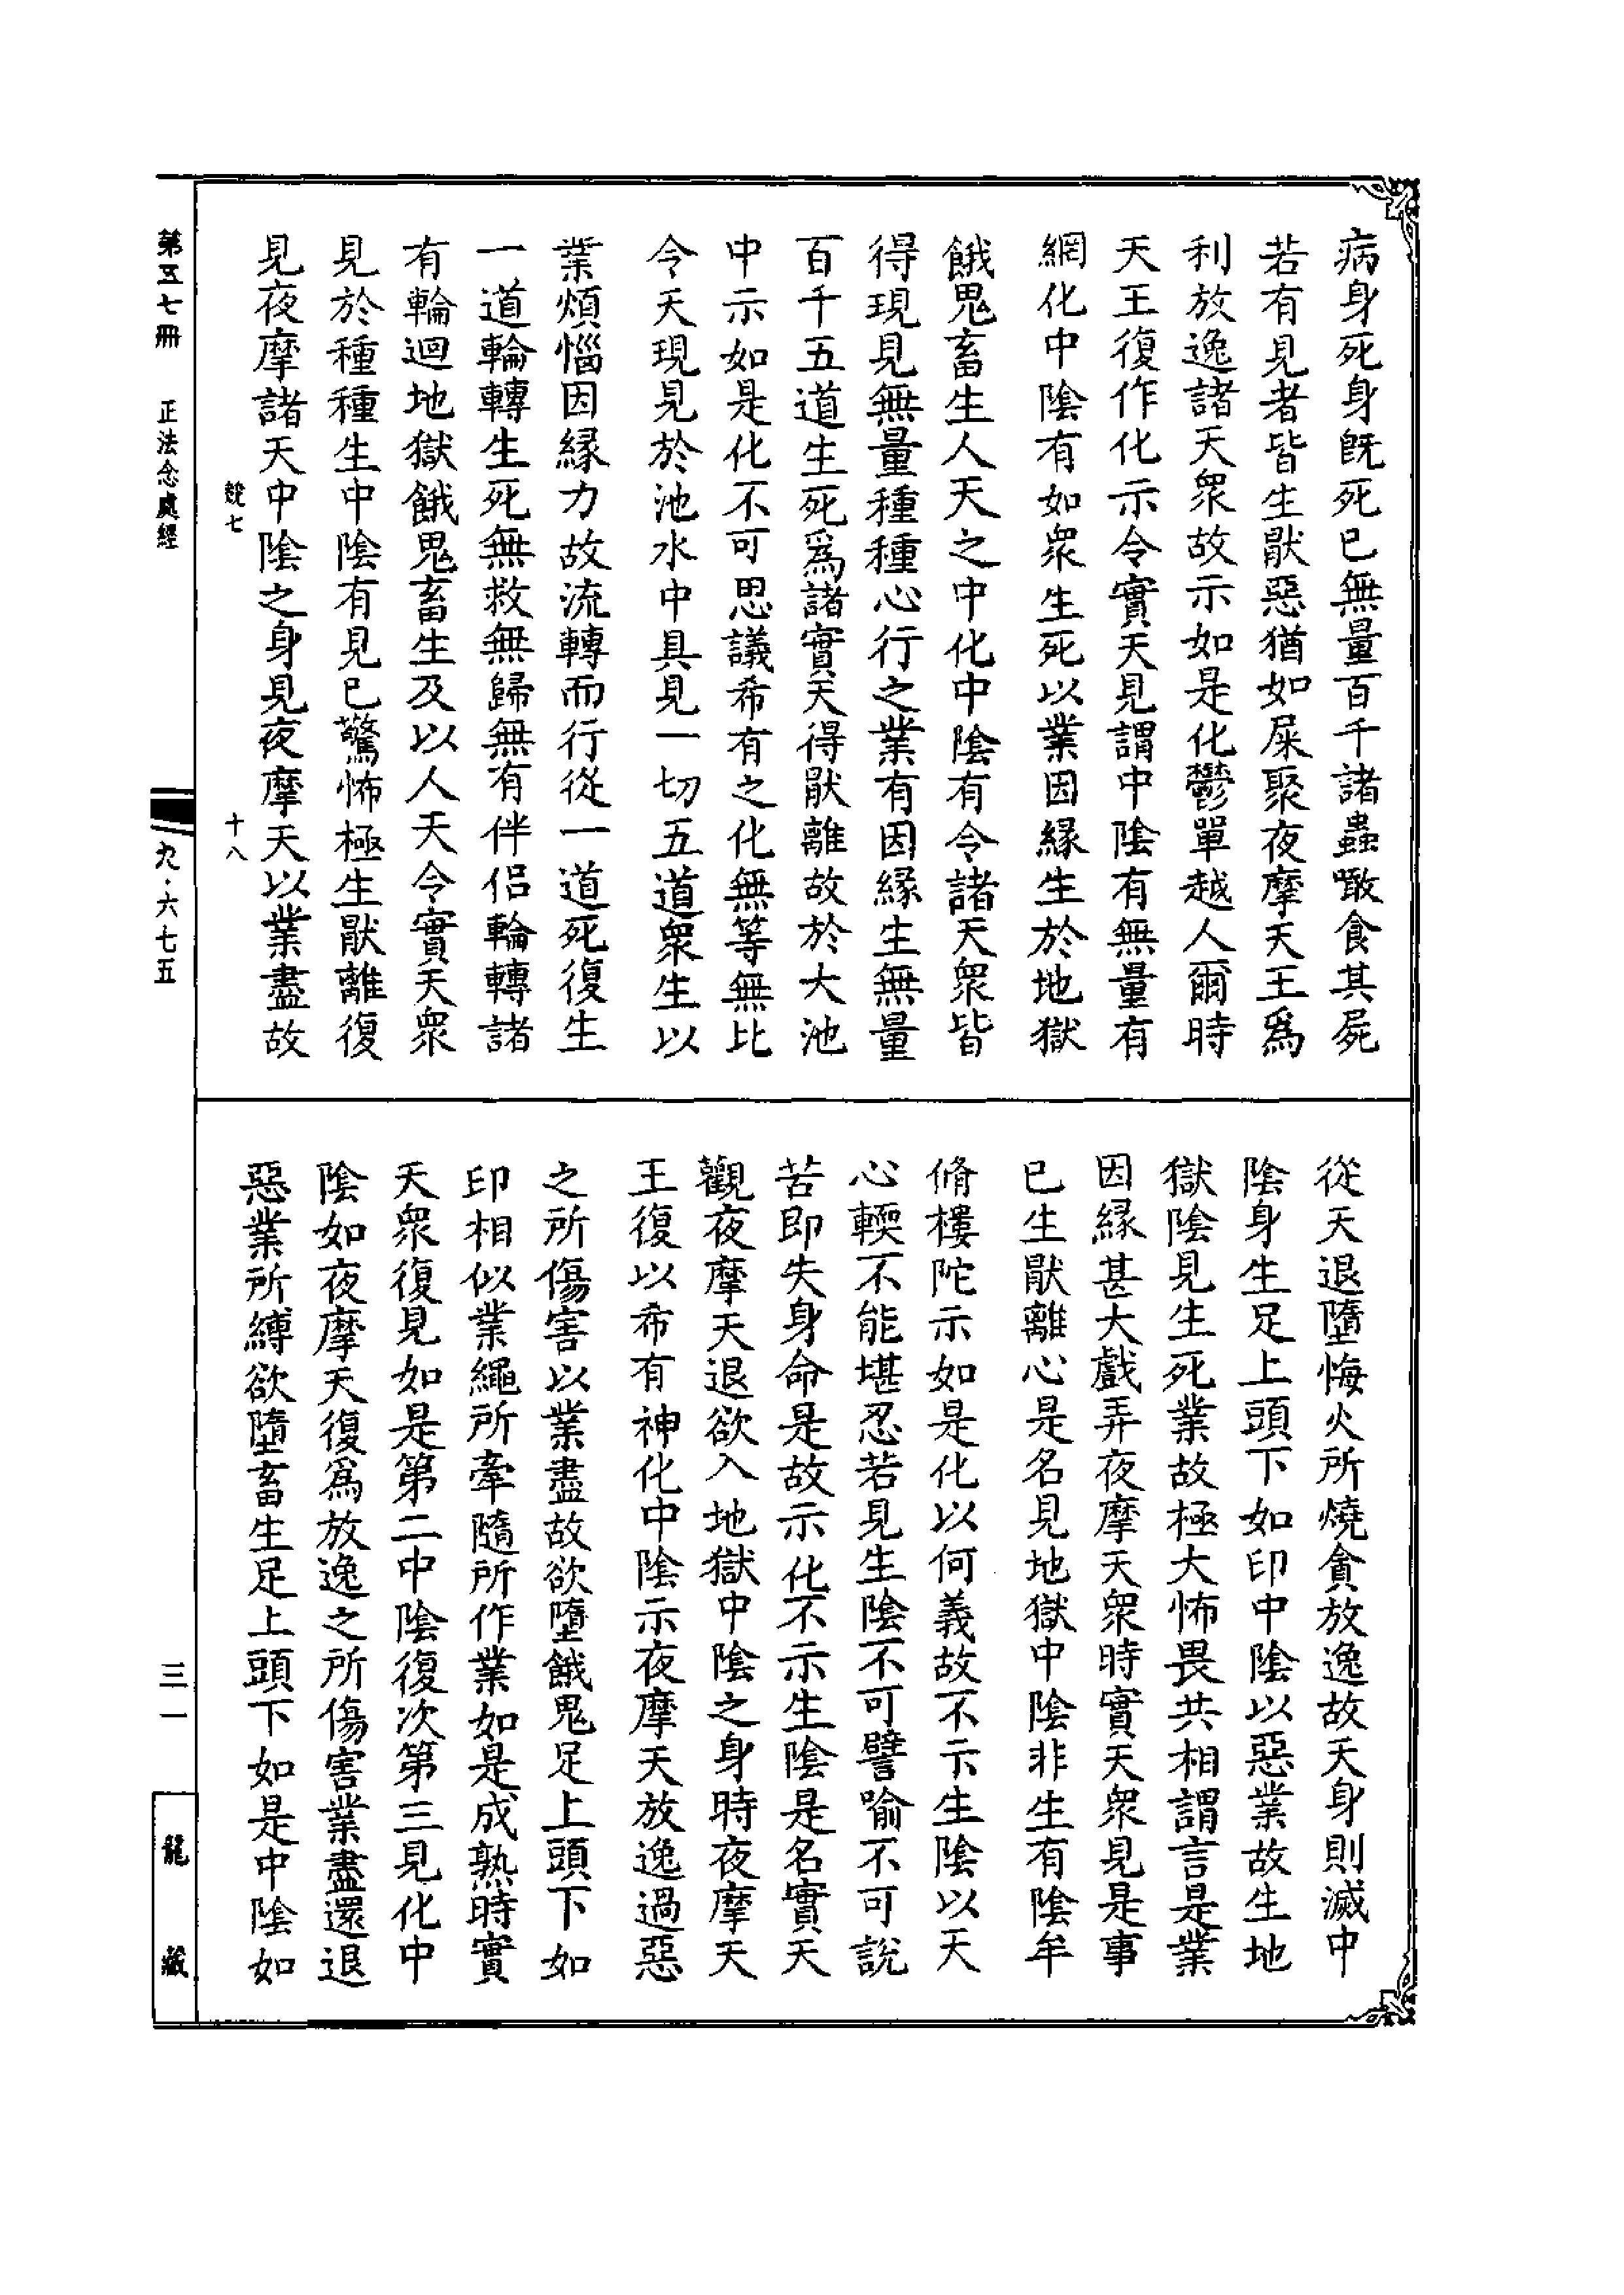 病身死身旣死已無量百千諸蟲噉食其屍
若有見者皆生厭惡猶如屎聚夜摩天王爲
利放逸諸天衆故示如是化鬱單越人爾時
天王復作化示令實天見謂中陰有無量有
網化中陰有如衆生死以業因緣生於地獄
餓鬼畜生人天之中化中陰有令諸天衆皆
得現見無量種種心行之業有因緣生無量
百千五道生死爲諸實天得厭離故於大池
中示如是化不可思議希有之化無等無比
令天現見於池水中具見一切五道衆生以
業煩惱因緣力故流轉而行從一道死復生
一道輪轉生死無救無歸無有伴侶輪轉諸
有輪迴地獄餓鬼畜生及以人天令實天衆
見於種種生中陰有見已驚怖極生厭離復
見夜摩諸天中陰之身見夜摩天以業盡故
從天退墮悔火所燒貪放逸故天身則滅中
陰身生足上頭下如印中陰以惡業故生地
獄陰見生死業故極大怖畏共相謂言是業
因緣甚大戲弄夜摩天衆時實天衆見是事
已生厭離心是名見地獄中陰非生有陰牟
脩樓陀示如是化以何義故不示生陰以天
心輭不能堪忍若見生陰不可譬喻不可說
苦即失身命是故示化不示生陰是名實天
觀夜摩天退欲入地獄中陰之身時夜摩天
王復以希有神化中陰示夜摩天放逸過惡
之所傷害以業盡故欲墮餓鬼足上頭下如
印相似業繩所牽隨所作業如是成熟時實
天衆復見如是第二中陰復次第三見化中
陰如夜摩天復爲放逸之所傷害業盡還退
惡業所縛欲墮畜生足上頭下如是中陰如
第五七冊　正法念處經
競七　十八
九·六七五
三一
龍藏